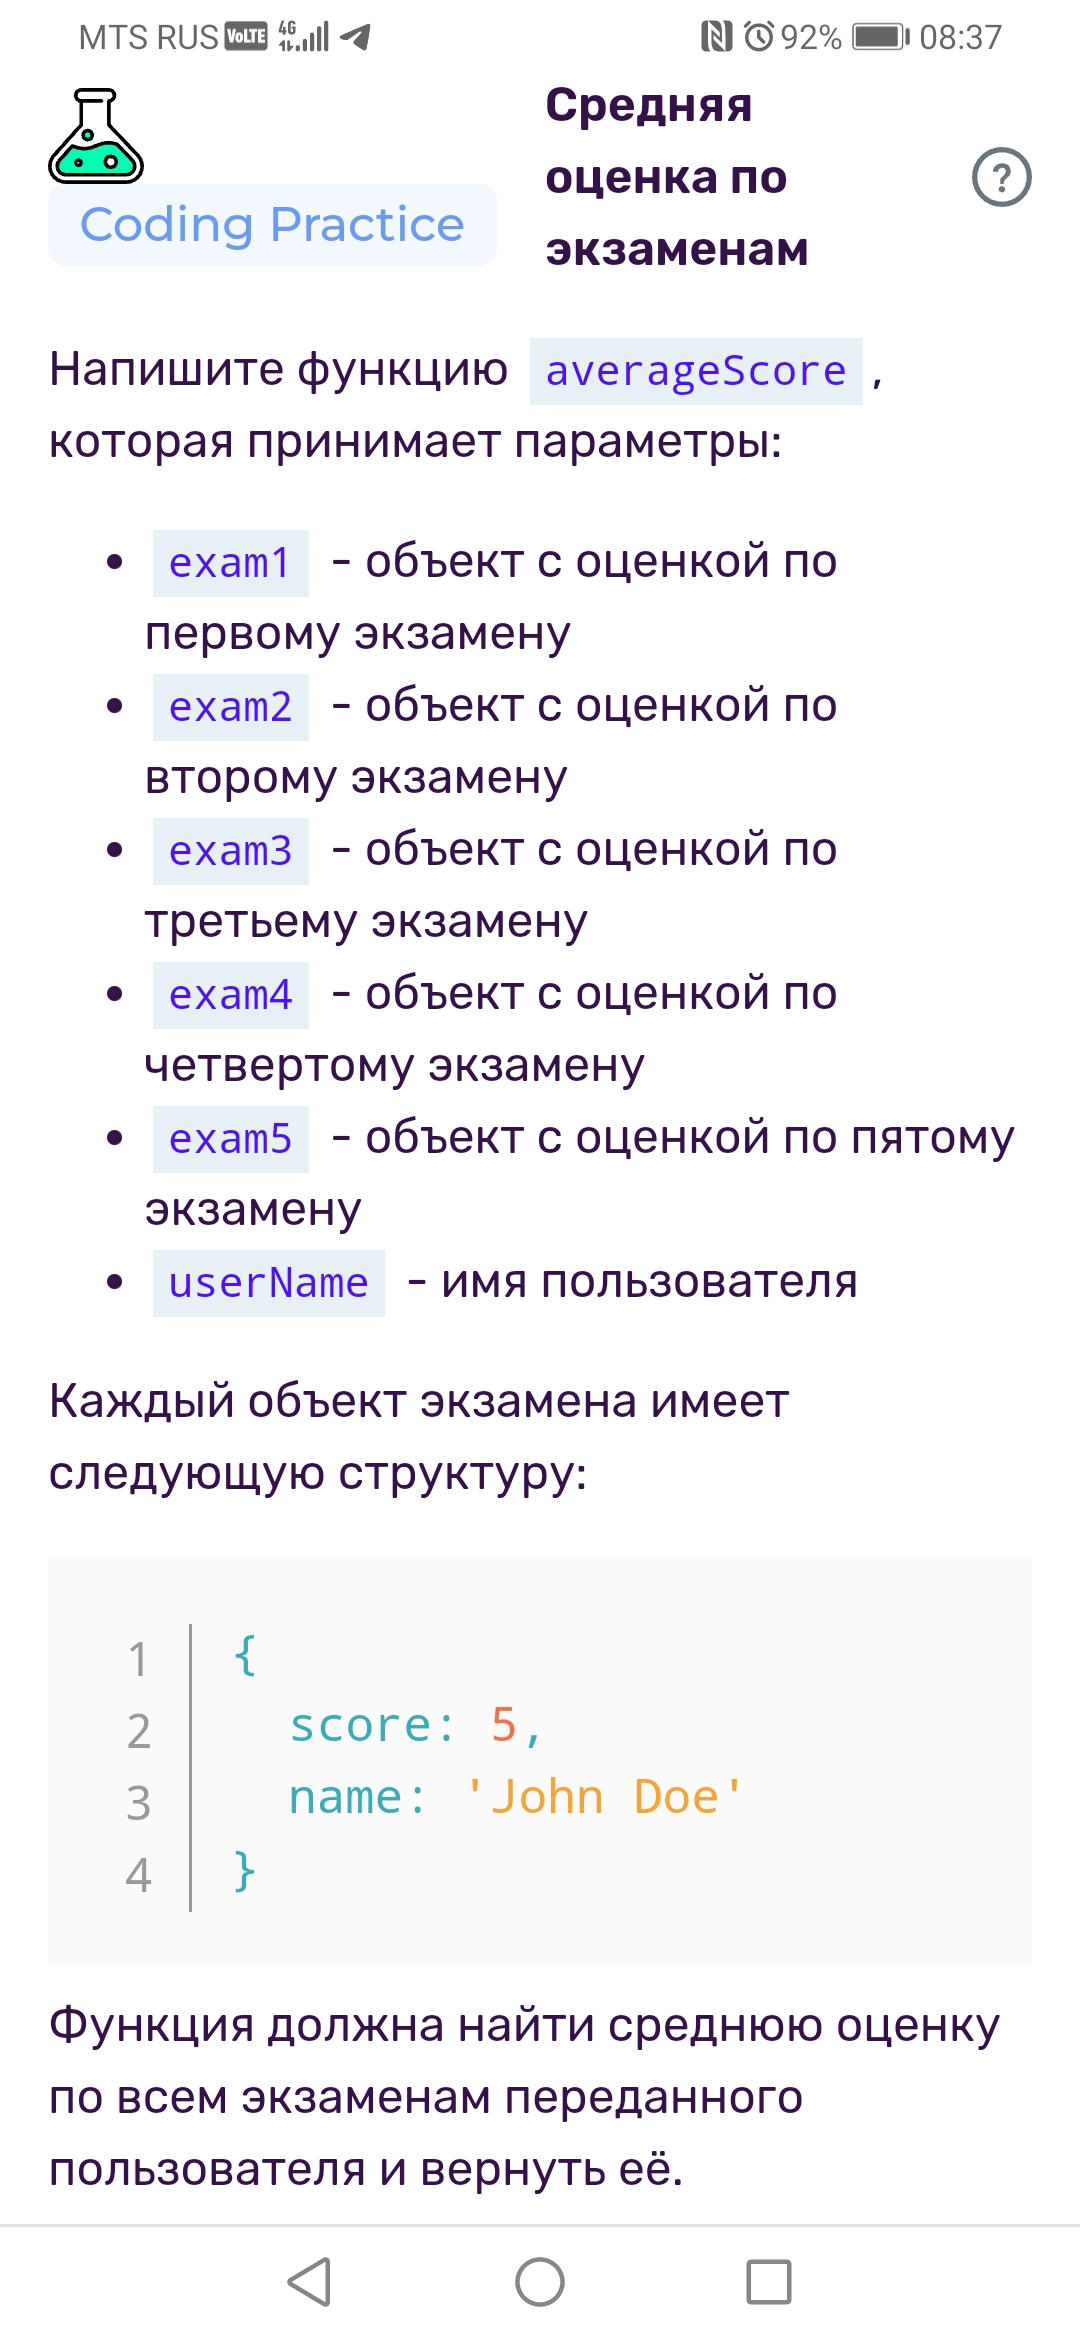 MTS RUS VoLTE 4G 92% 08:37
Средняя
оценка по
экзаменам
?
Coding Practice
Напишите функцию averageScore ,
которая принимает параметры:
• exam1 - объект с оценкой по
первому экзамену
• exam2 - объект с оценкой по
второму экзамену
• exam3 - объект с оценкой по
третьему экзамену
• exam4 - объект с оценкой по
четвертому экзамену
• exam5 - объект с оценкой по пятому
экзамену
• userName - имя пользователя
Каждый объект экзамена имеет
следующую структуру:
1 {
2 score: 5,
3 name: 'John Doe'
4 }
Функция должна найти среднюю оценку
по всем экзаменам переданного
пользователя и вернуть её.